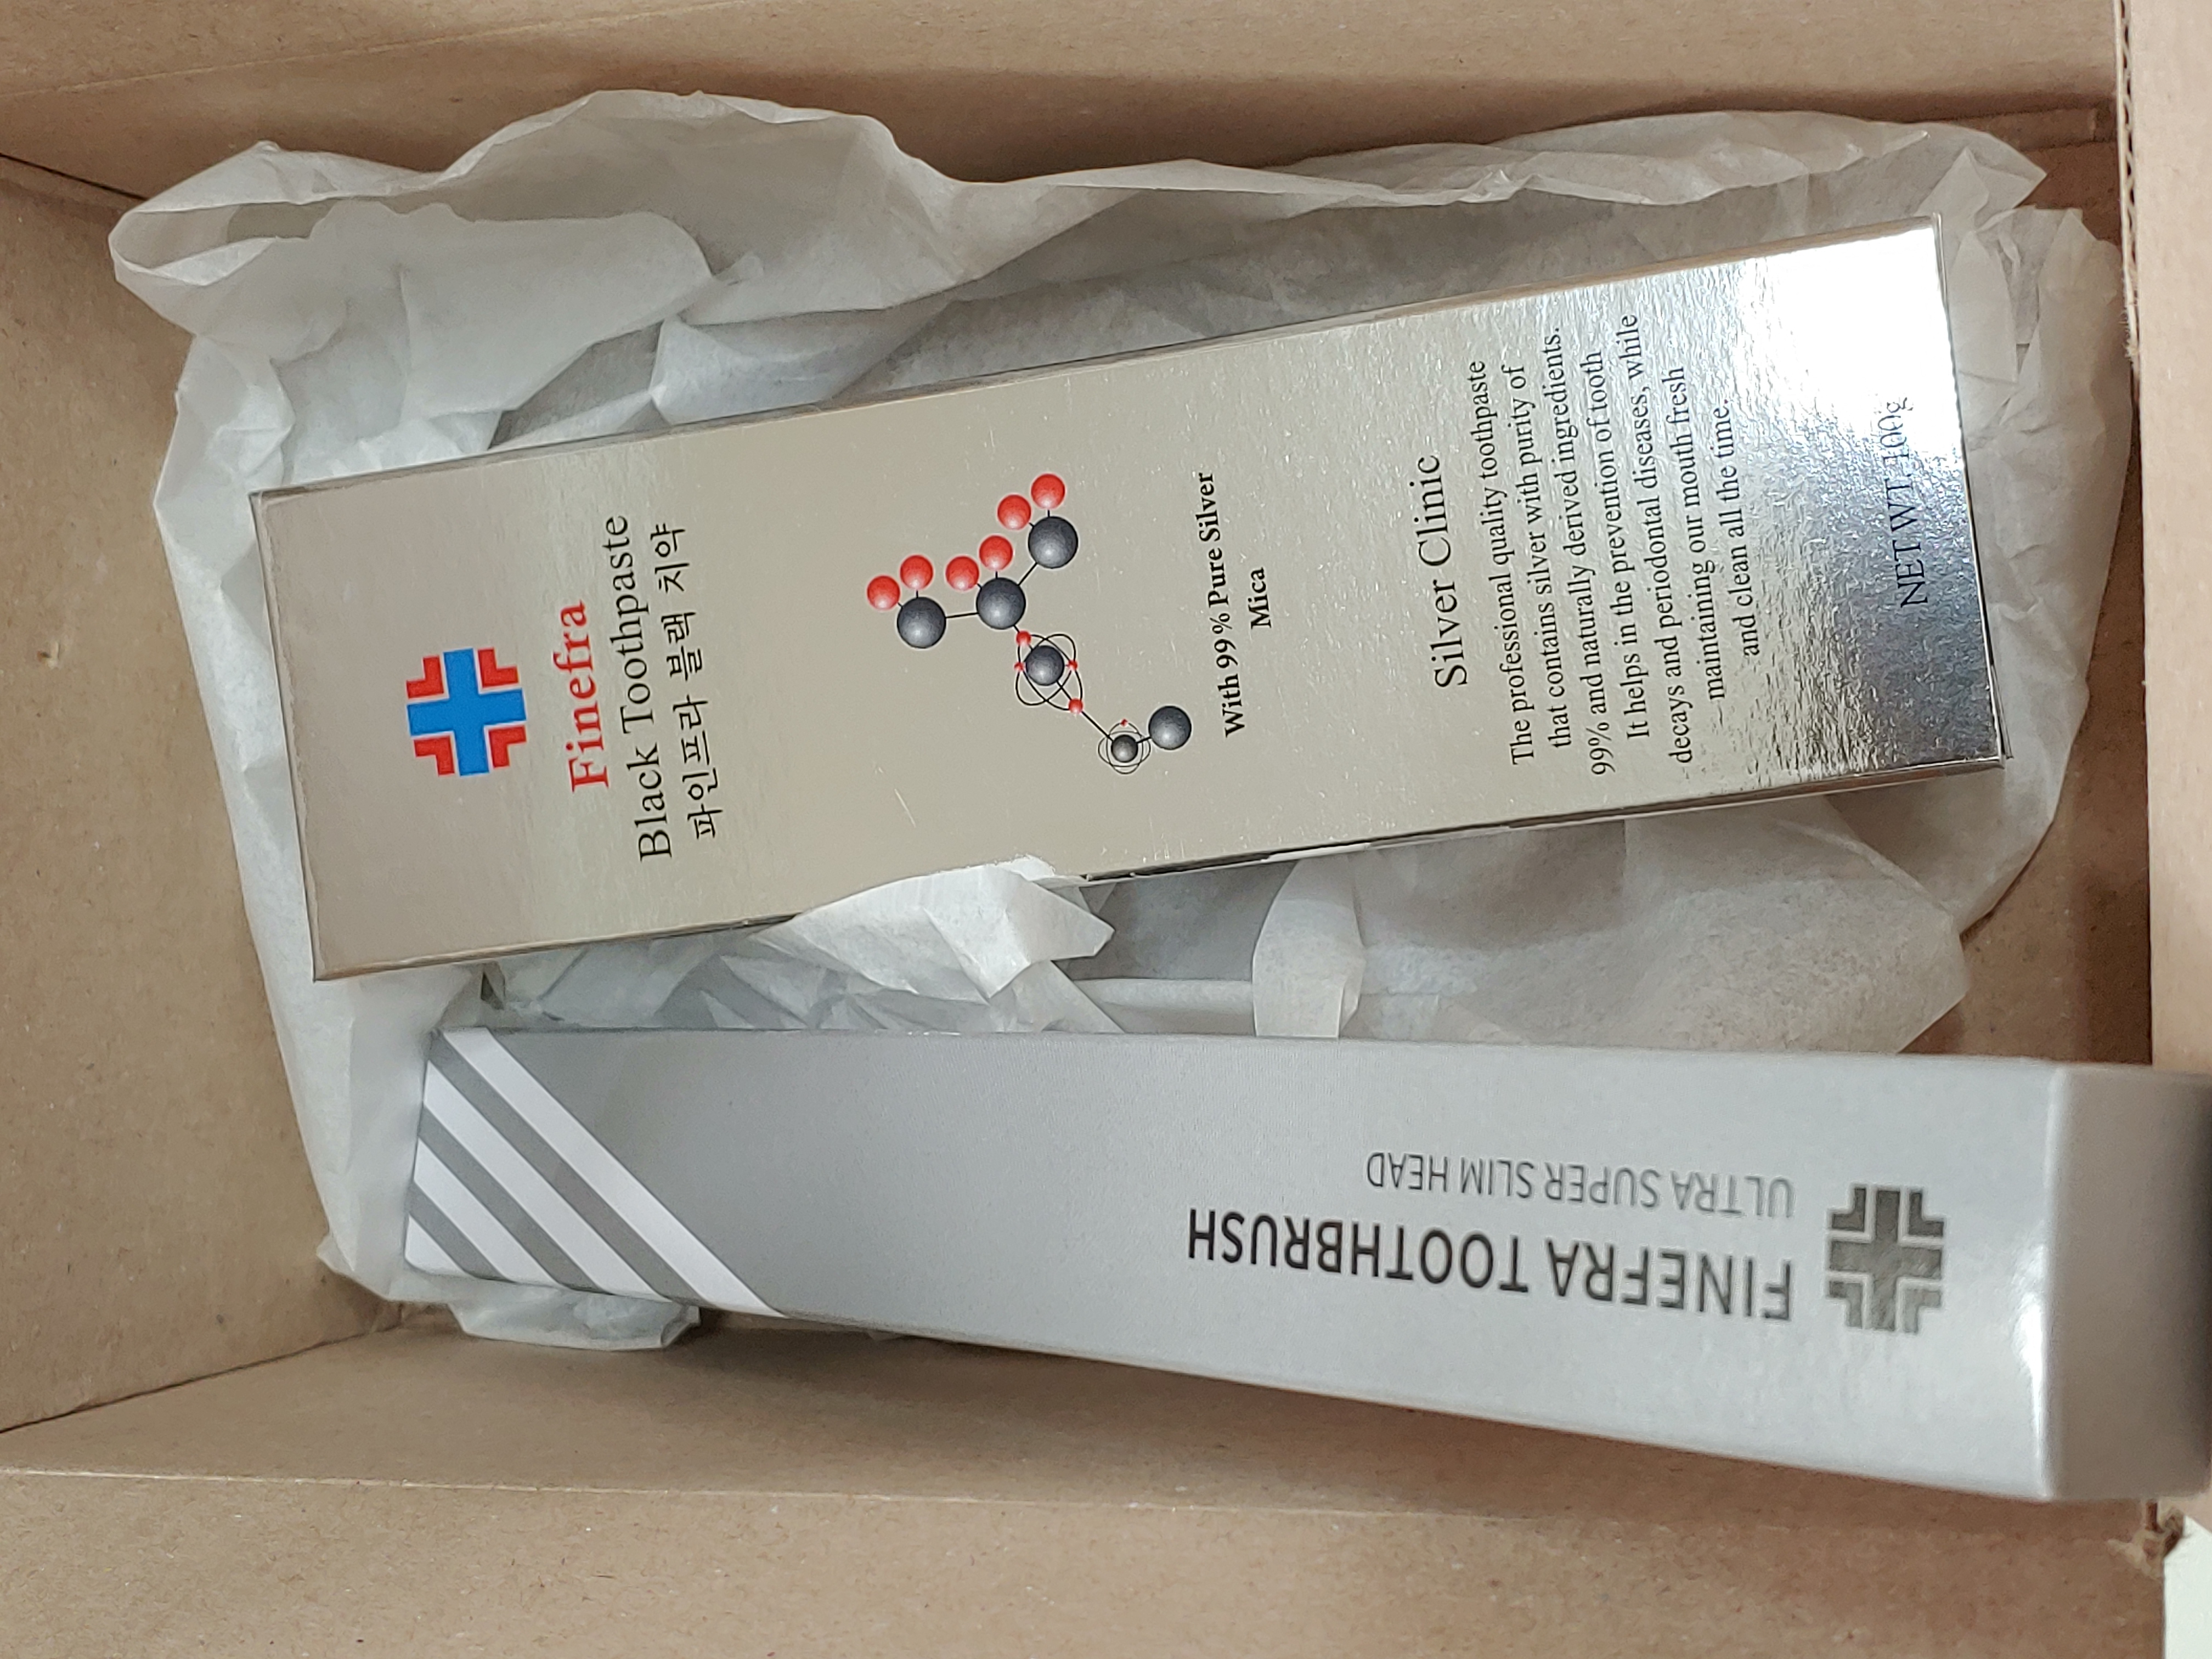 Finefra
Black Toothpaste
파인프라 블랙 치약
With 99% Pure Silver
Mica
Silver Clinic
The professional quality toothpaste
that contains silver with purity of
99% and naturally derived ingredients.
It helps in the prevention of tooth
decays and periodontal diseases, while
maintaining our mouth fresh
and clean all the time.
NET WT.100g
FINEFRA TOOTHBRUSH
ULTRA SUPER SLIM HEAD